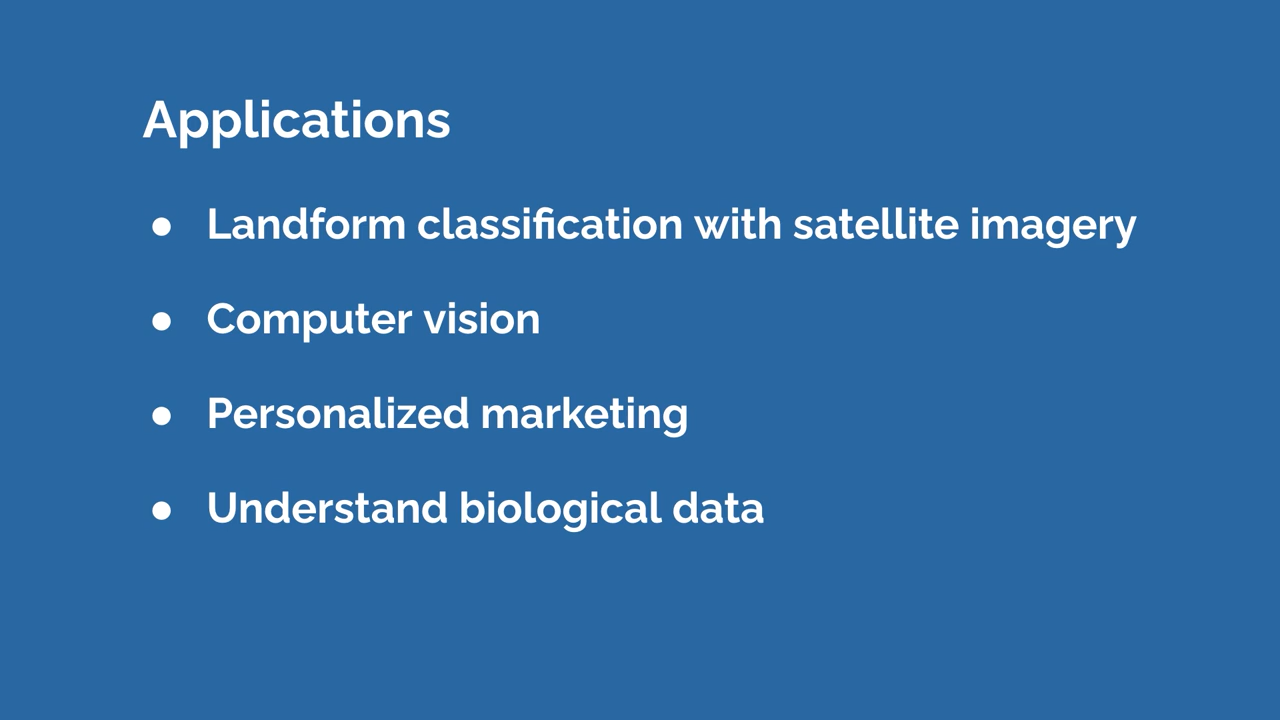 Applications
● Landform classification with satellite imagery
● Computer vision
● Personalized marketing
● Understand biological data